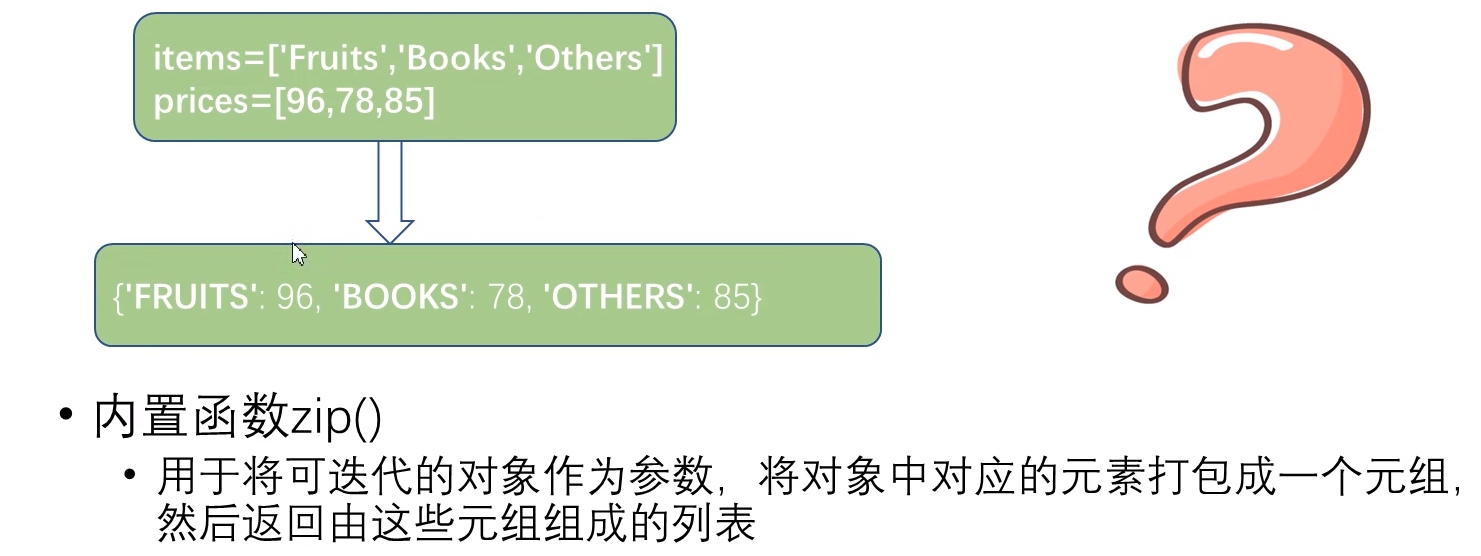 items=['Fruits','Books','Others']
prices=[96,78,85]
{'FRUITS': 96, 'BOOKS': 78, 'OTHERS': 85}
• 内置函数zip()
• 用于将可迭代的对象作为参数，将对象中对应的元素打包成一个元组，
然后返回由这些元组组成的列表